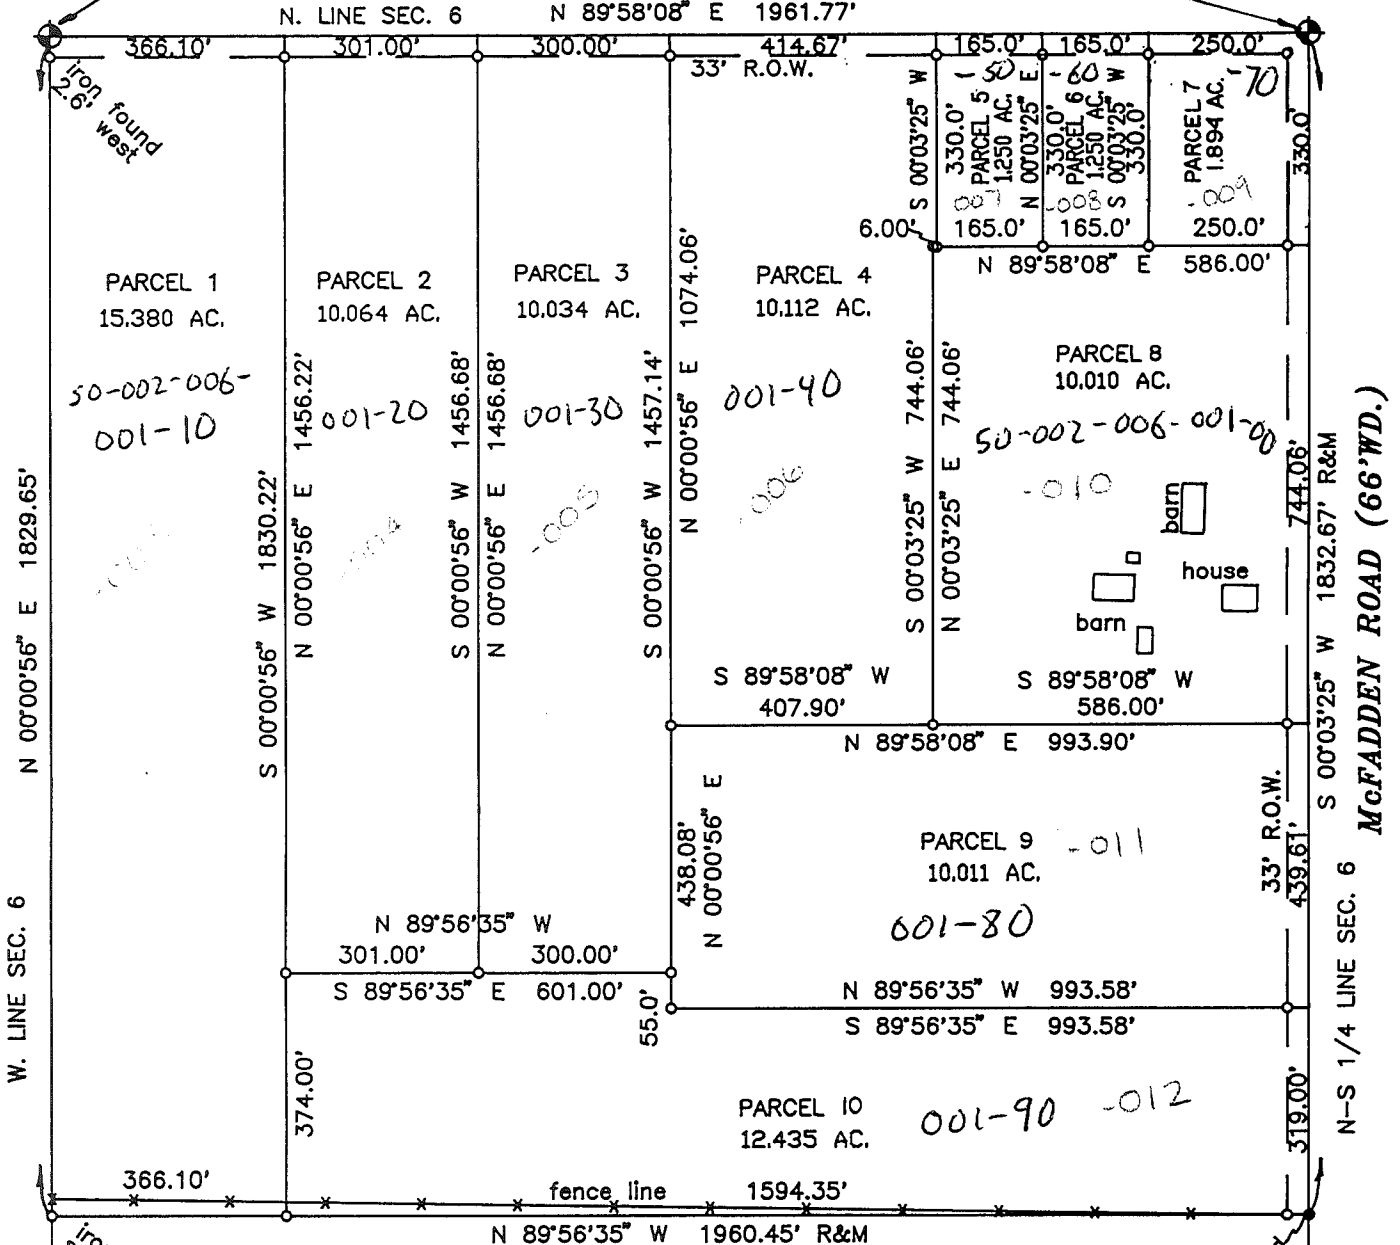 N. LINE SEC. 6
N 89°58'08" E 1961.77'
366.10'
301.00'
300.00'
414.67'
165.0'
165.0'
250.0'
33' R.O.W.
iron found
2.6' west
S 00°03'25" W
330.0'
PARCEL 5
1.250 AC.
-50
007
N 00°03'25" E
330.0'
PARCEL 6
1.250 AC.
-60
-008
S 00°03'25" W
330.0'
PARCEL 7
1.894 AC.
-70
-009
330.0'
6.00'
165.0'
165.0'
250.0'
N 89°58'08" E 586.00'
PARCEL 1
15.380 AC.
50-002-006-
001-10
PARCEL 2
10.064 AC.
001-20
-004
PARCEL 3
10.034 AC.
001-30
-005
PARCEL 4
10.112 AC.
001-40
-006
PARCEL 8
10.010 AC.
50-002-006-001-00
-010
barn
house
barn
W. LINE SEC. 6
N 00°00'56" E 1829.65'
S 00°00'56" W 1830.22'
N 00°00'56" E 1456.22'
S 00°00'56" W 1456.68'
N 00°00'56" E 1456.68'
S 00°00'56" W 1457.14'
N 00°00'56" E 1074.06'
S 00°03'25" W 744.06'
N 00°03'25" E 744.06'
744.06'
S 00°03'25" W 1832.67' R&M
McFADDEN ROAD (66'WD.)
S 89°58'08" W
407.90'
S 89°58'08" W
586.00'
N 89°58'08" E 993.90'
438.08'
N 00°00'56" E
PARCEL 9
10.011 AC.
-011
001-80
33' R.O.W.
439.61'
N-S 1/4 LINE SEC. 6
N 89°56'35" W
301.00'
300.00'
S 89°56'35" E 601.00'
55.0'
N 89°56'35" W 993.58'
S 89°56'35" E 993.58'
374.00'
PARCEL 10
12.435 AC.
001-90
-012
319.00'
366.10'
fence line
1594.35'
N 89°56'35" W 1960.45' R&M